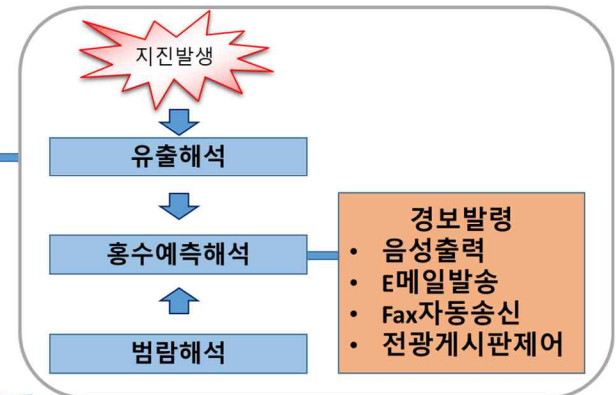 지진발생
유출해석
홍수예측해석
범람해석
경보발령
• 음성출력
• E메일발송
• Fax자동송신
• 전광게시판제어